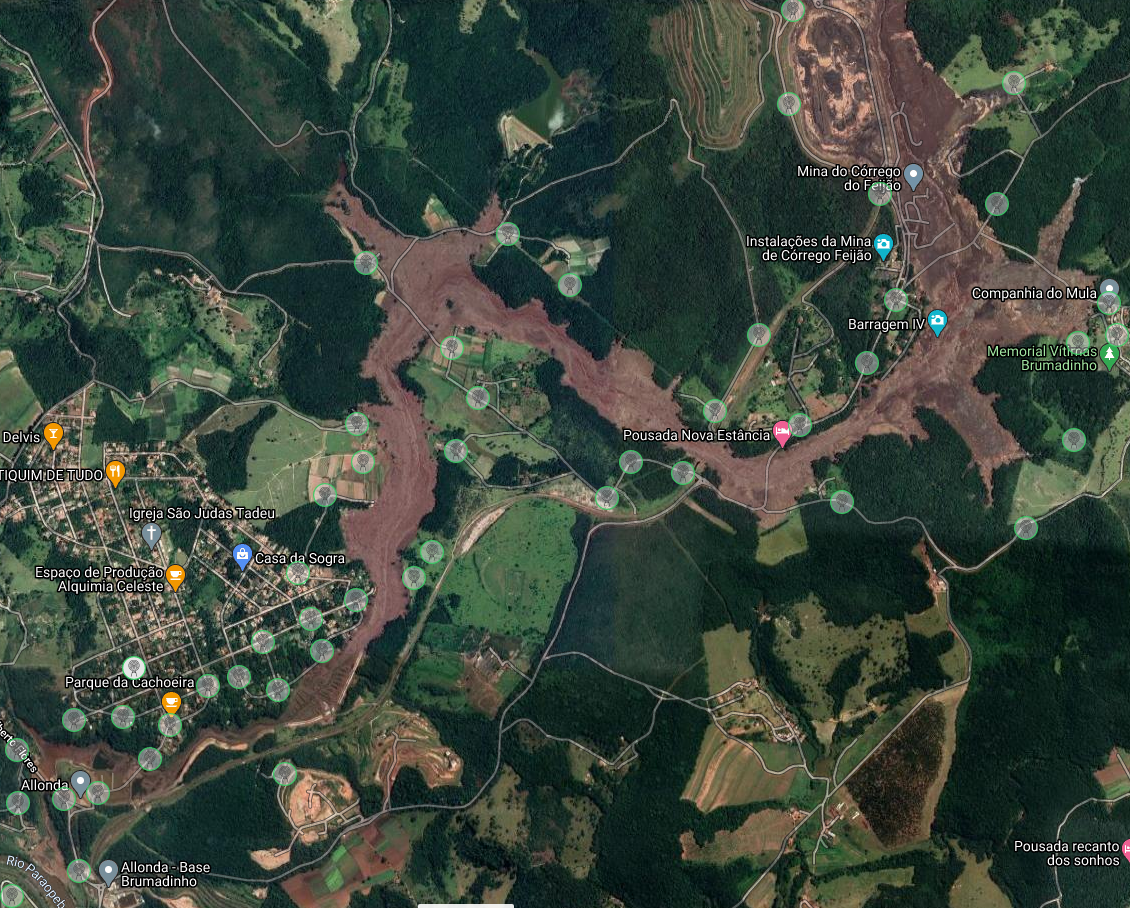 Mina do Córrego
do Feijão
Instalações da Mina
de Córrego Feijão
Companhia do Mula
Barragem IV
Memorial Vítimas
Brumadinho
Delvis
TIQUIM DE TUDO
Pousada Nova Estância
Igreja São Judas Tadeu
Casa da Sogra
Espaço de Produção
Alquimia Celeste
Parque da Cachoeira
Flores
Allonda
Rio Paraopeb
Allonda - Base
Brumadinho
Pousada recanto
dos sonhos